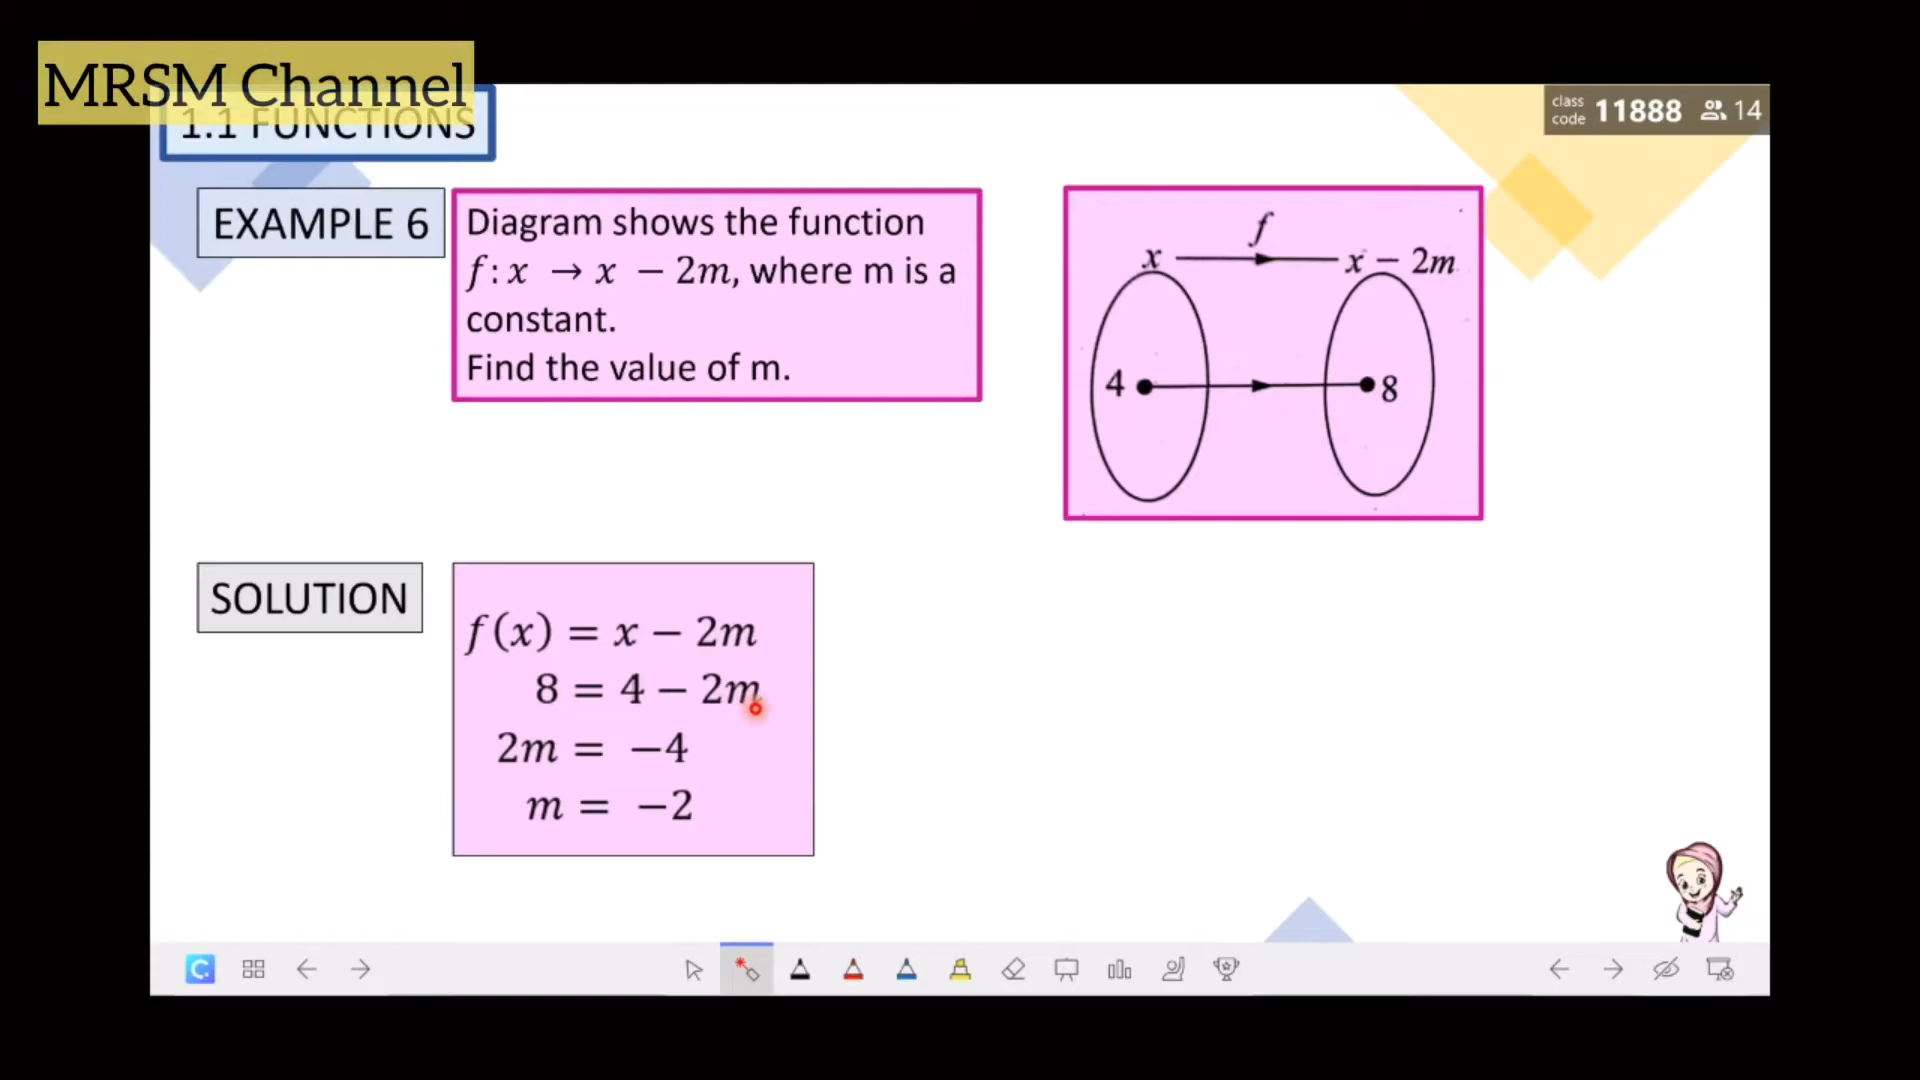 MRSM Channel
1.1 FUNCTIONS
class code 11888 14
EXAMPLE 6
Diagram shows the function
f : x → x − 2m, where m is a
constant.
Find the value of m.
f
x x − 2m
4 8
SOLUTION
f(x) = x − 2m
8 = 4 − 2m
2m = −4
m = −2